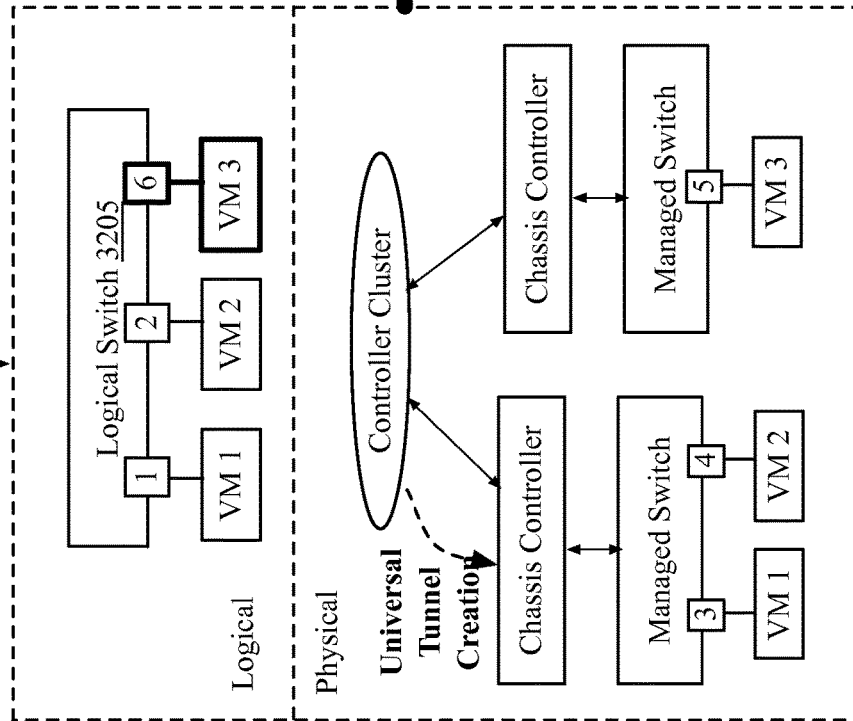 Logical
Logical Switch 3205
1
2
6
VM 1
VM 2
VM 3
Physical
Universal
Tunnel
Creation
Controller Cluster
Chassis Controller
Chassis Controller
Managed Switch
Managed Switch
3
4
5
VM 1
VM 2
VM 3